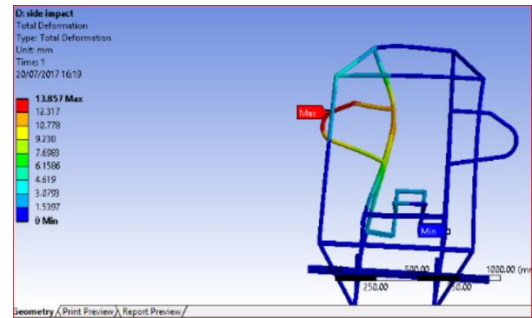 D: side impact
Total Deformation
Type: Total Deformation
Unit: mm
Time: 1
20/07/2017 16:19
13.857 Max
12.317
10.778
9.238
7.6983
6.1586
4.619
3.0793
1.5397
0 Min
Max
Min
500.00 1000.00 (m
250.00
Geometry Print Preview Report Preview